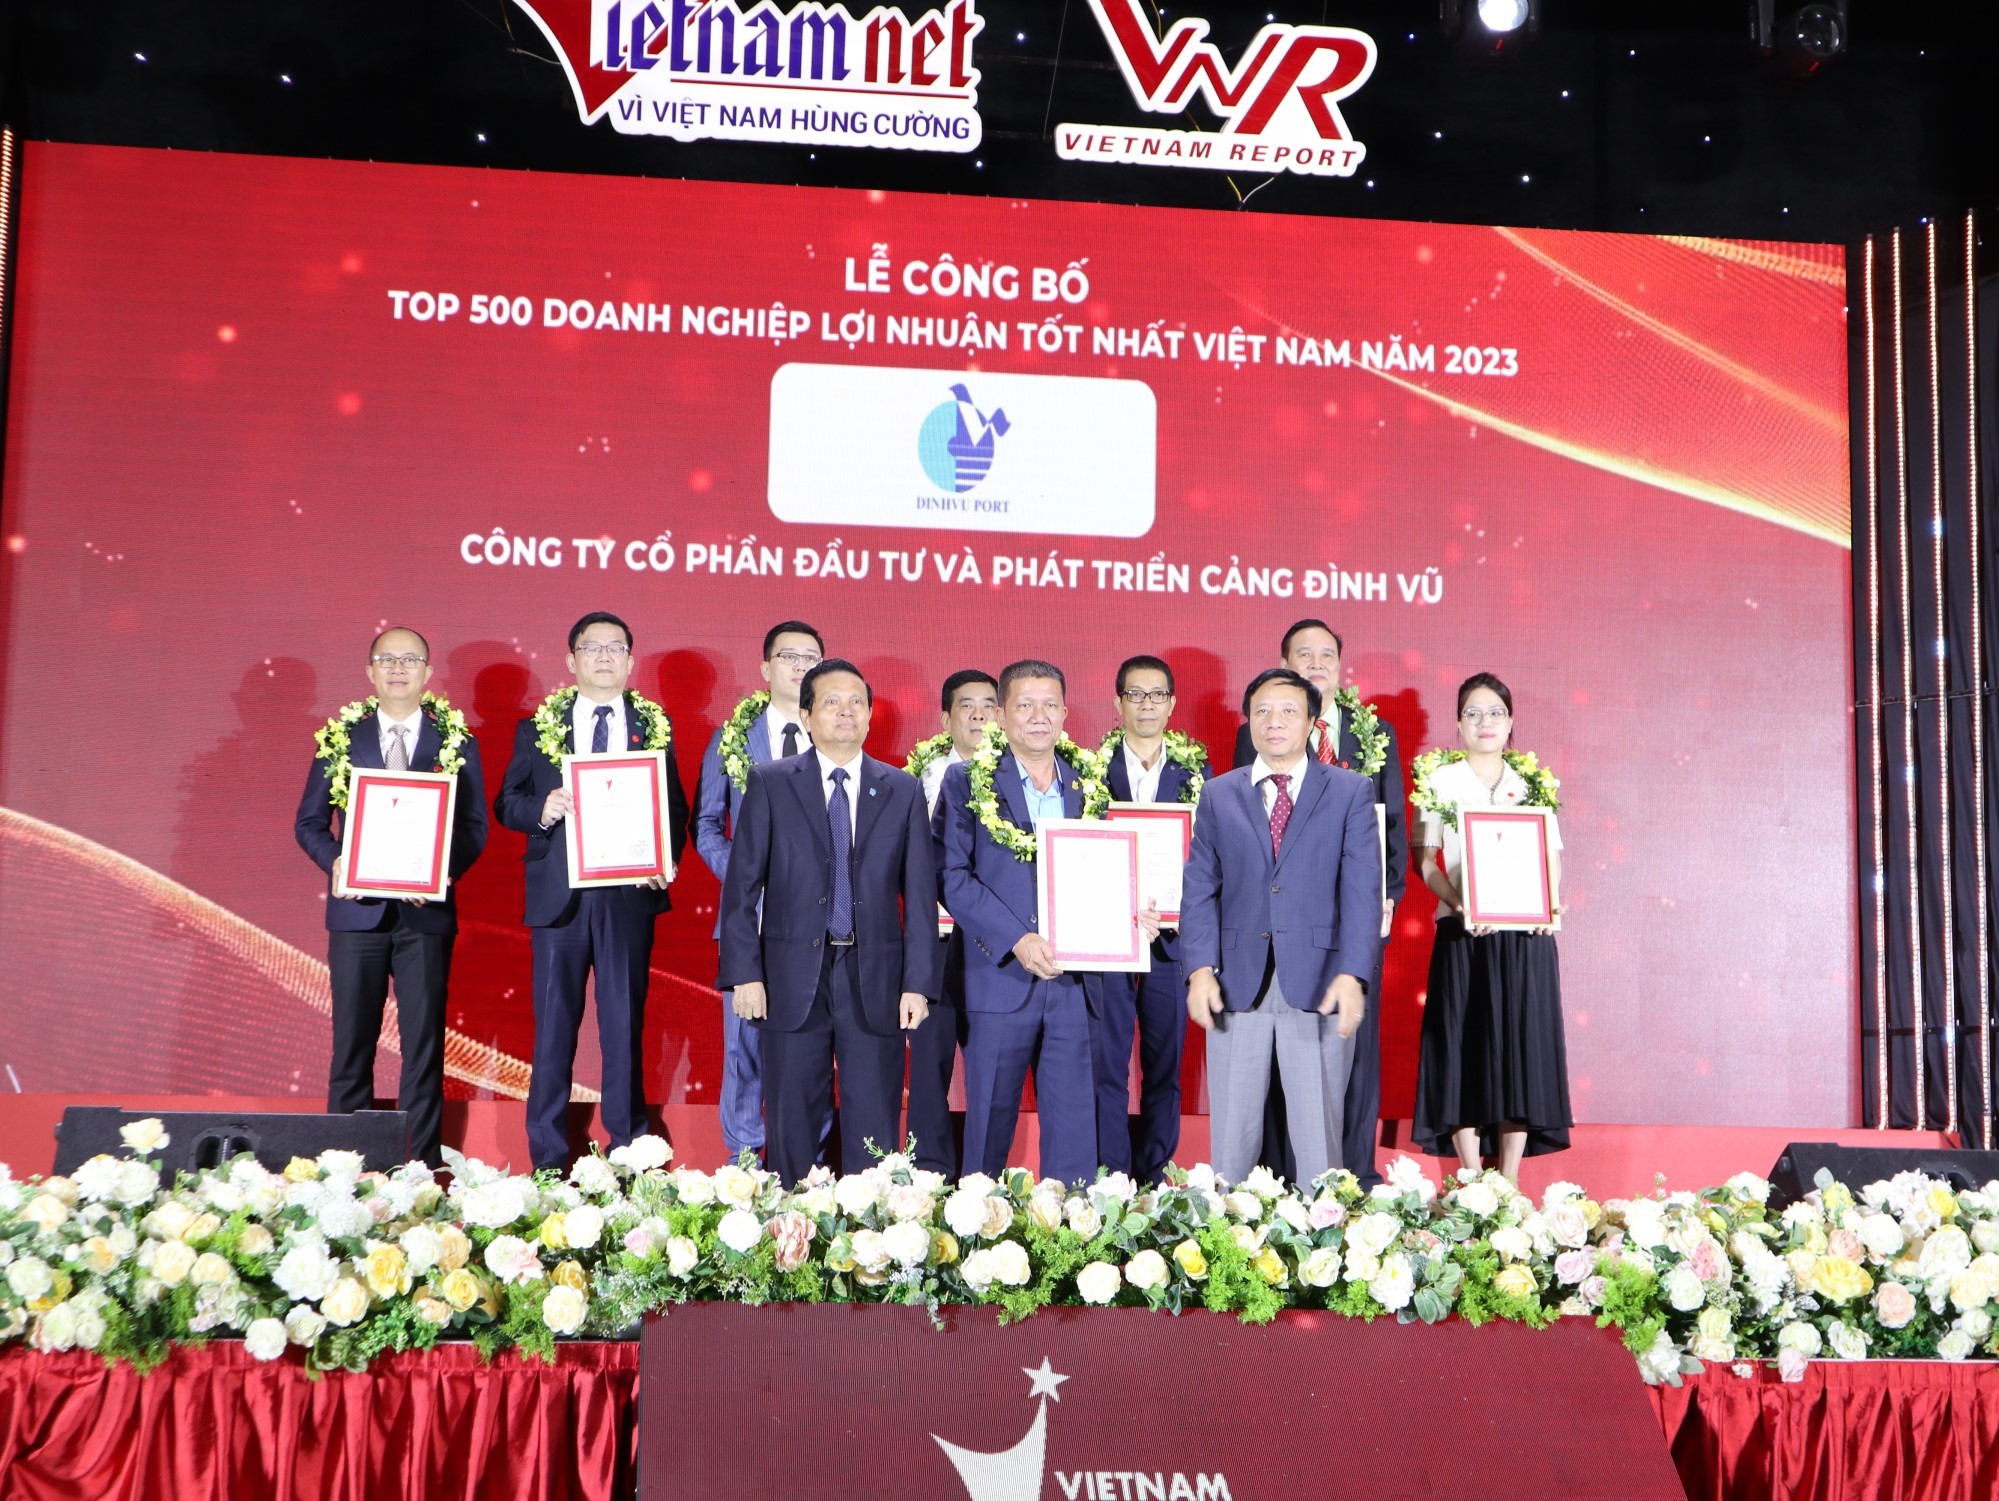 Vietnamnet
VÌ VIỆT NAM HÙNG CƯỜNG
VNR
VIETNAM REPORT
LỄ CÔNG BỐ
TOP 500 DOANH NGHIỆP LỢI NHUẬN TỐT NHẤT VIỆT NAM NĂM 2023
DINHVU PORT
CÔNG TY CỔ PHẦN ĐẦU TƯ VÀ PHÁT TRIỂN CẢNG ĐÌNH VŨ
VIETNAM